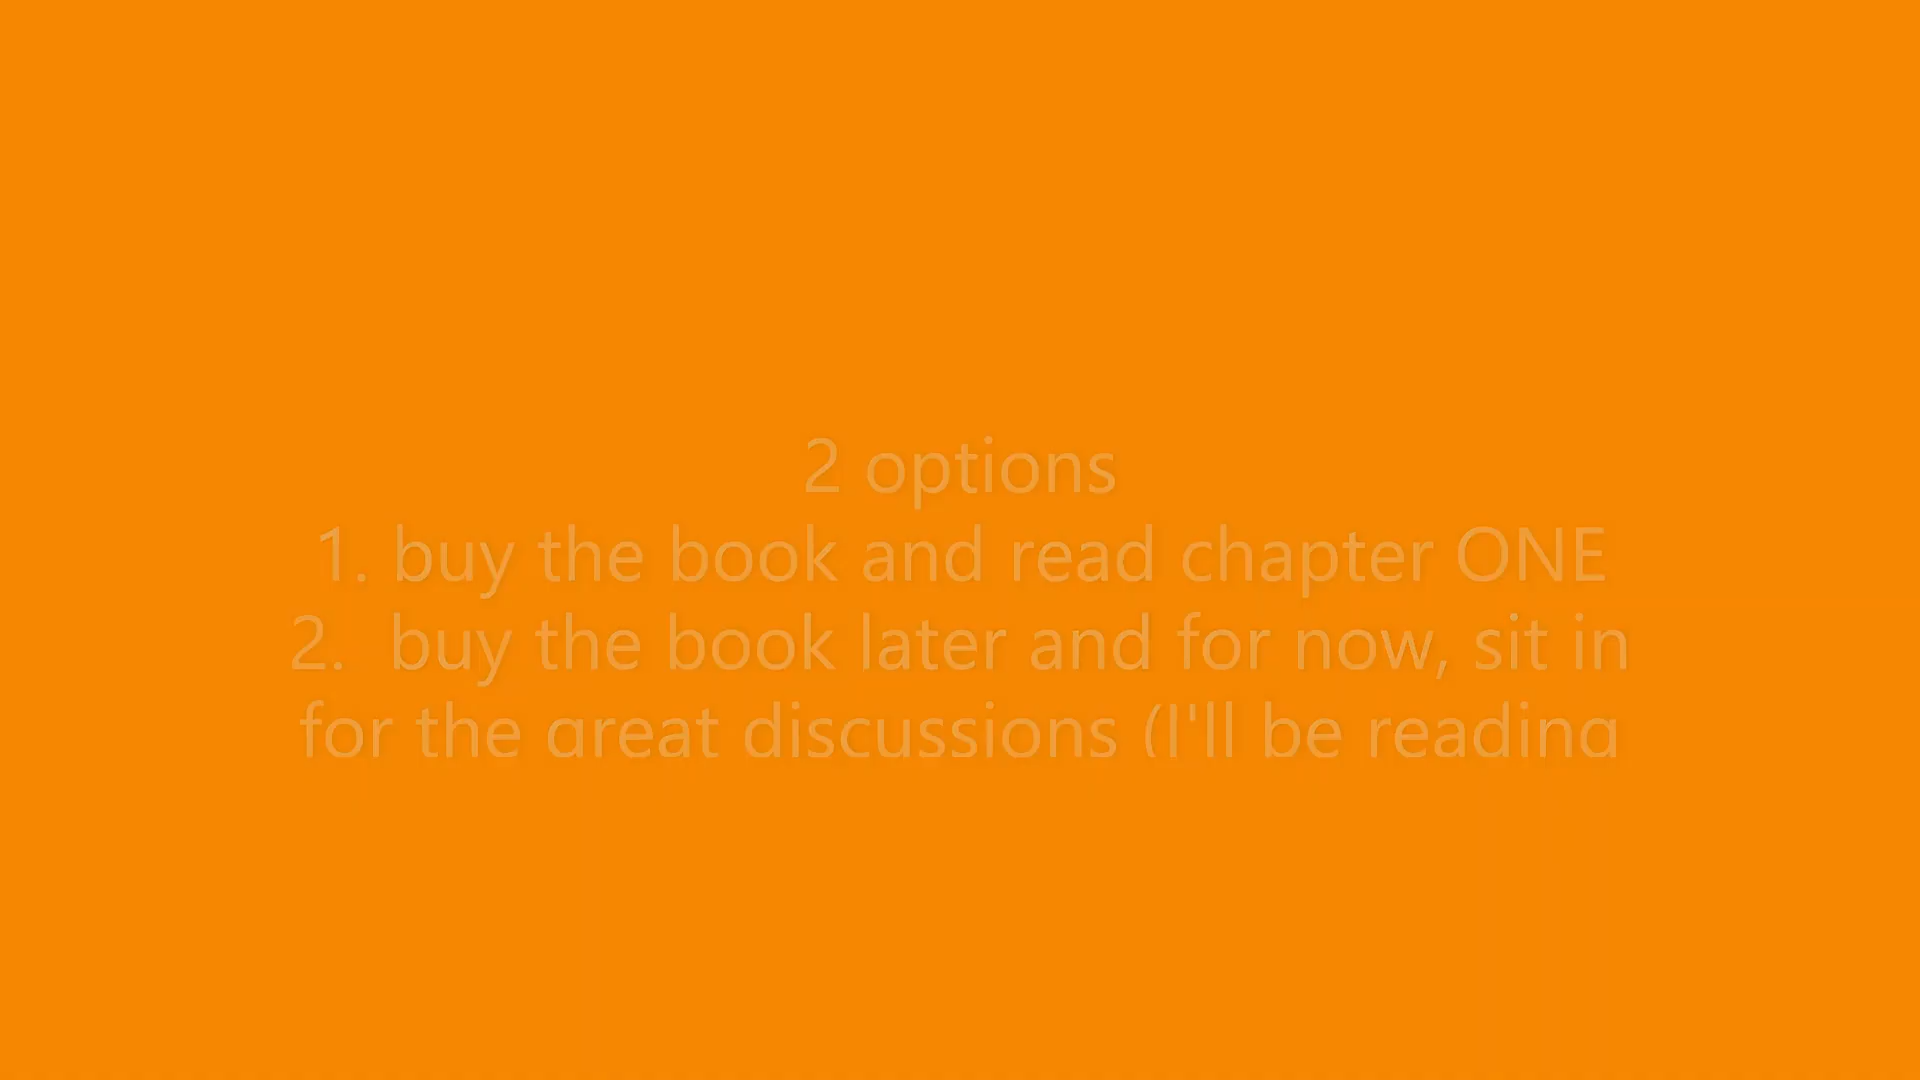 2 options
1. buy the book and read chapter ONE
2.  buy the book later and for now, sit in
for the great discussions (I'll be reading